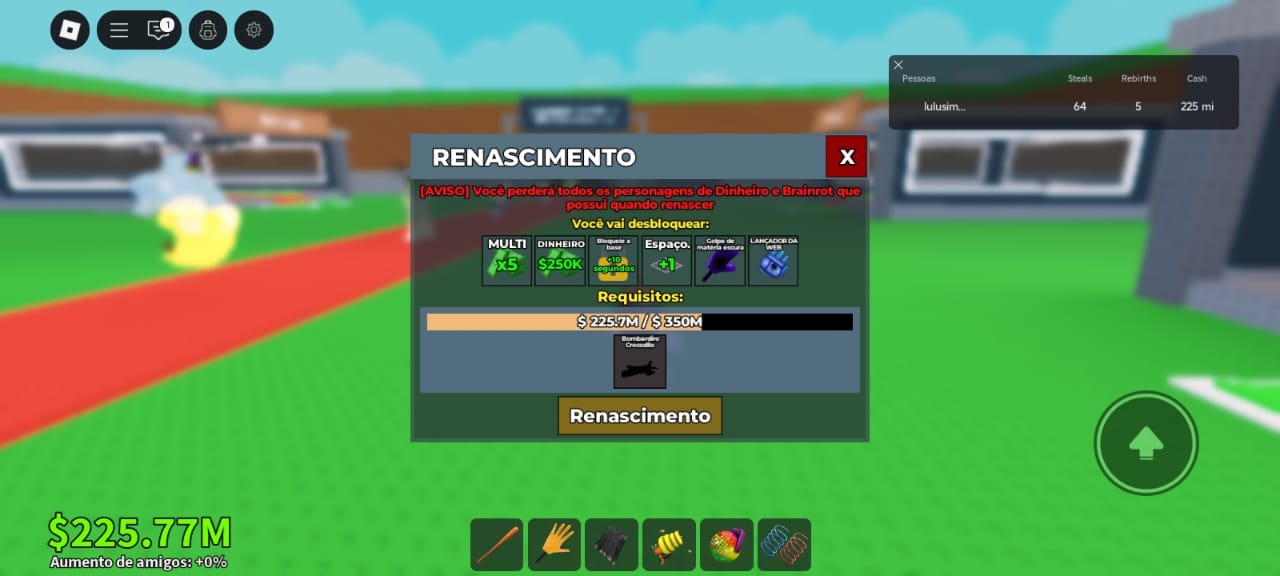 1
Pessoas Steals Rebirths Cash
lulusim... 64 5 225 mi
RENASCIMENTO
X
[AVISO] Você perderá todos os personagens de Dinheiro e Brainrot que
possui quando renascer
Você vai desbloquear:
MULTI
x5
DINHEIRO
$250K
Bloqueie a
base
+10
segundos
Espaço.
+1
Golpe de
matéria escura
LANÇADOR DA
WEB
Requisitos:
$ 225.7M / $ 350M
Bombardiro
Crocodilo
Renascimento
$225.77M
Aumento de amigos: +0%